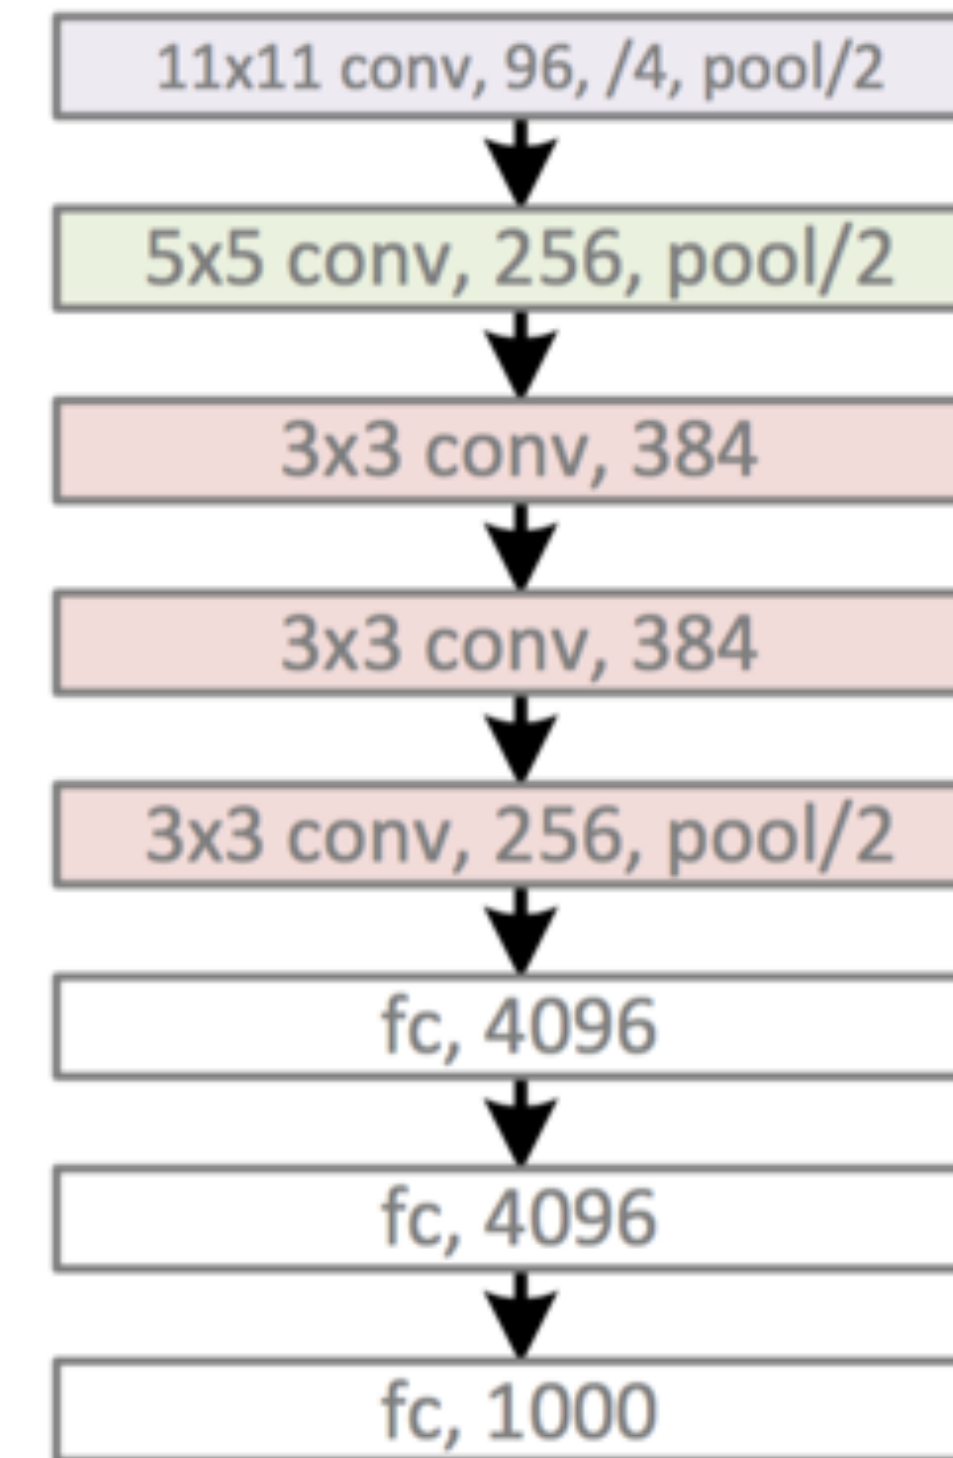 11x11 conv, 96, /4, pool/2
5x5 conv, 256, pool/2
3x3 conv, 384
3x3 conv, 384
3x3 conv, 256, pool/2
fc, 4096
fc, 4096
fc, 1000